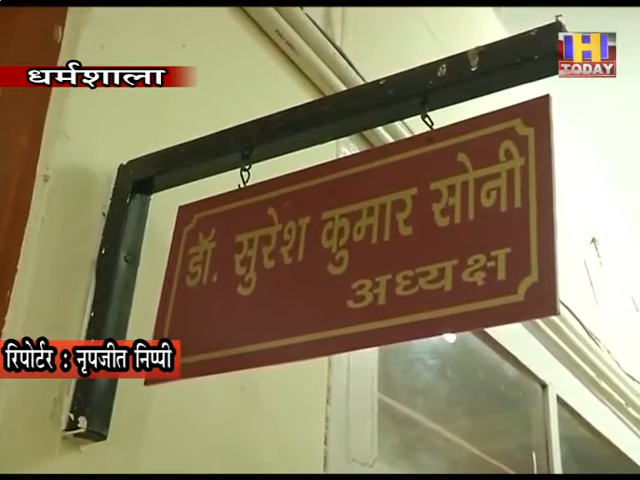 H
TODAY
धर्मशाला
डॉ. सुरेश कुमार सोनी
अध्यक्ष
रिपोर्टर : नृपजीत निप्पी